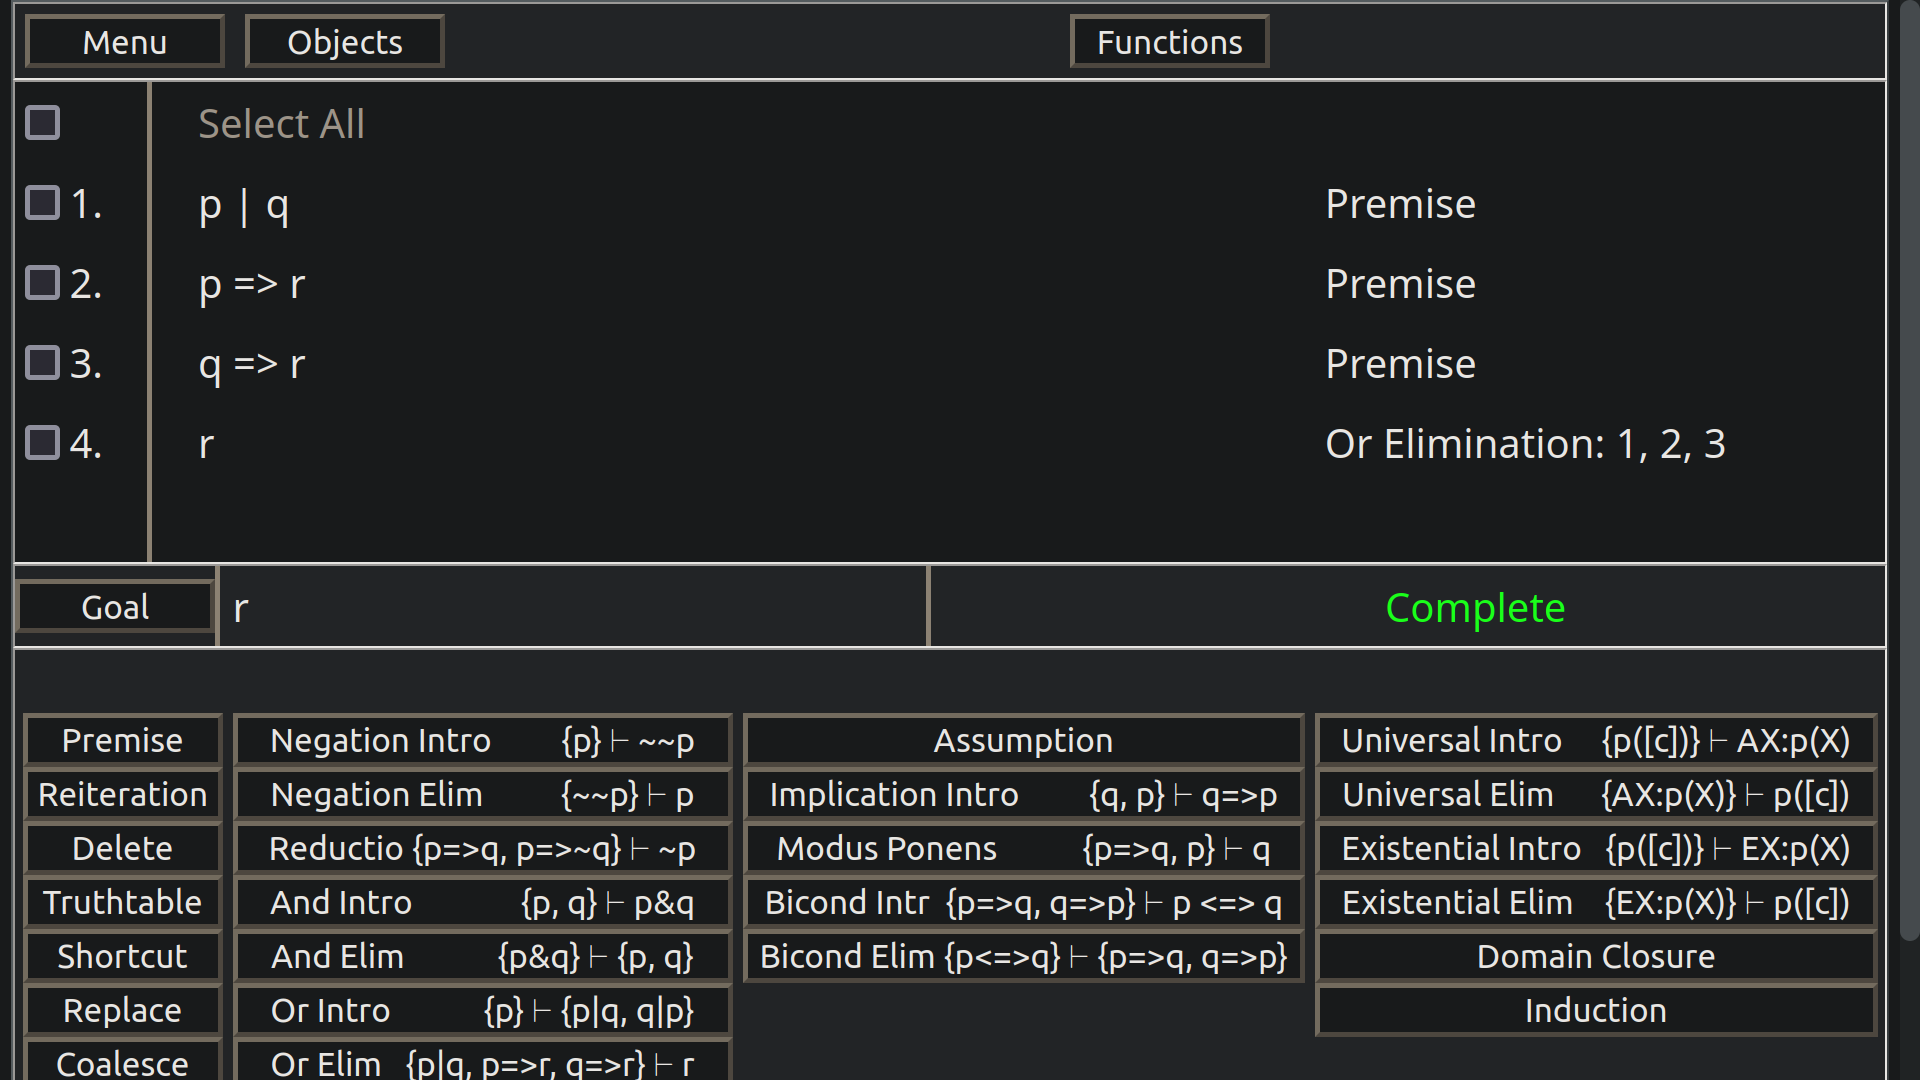 Menu Objects Functions
Select All
1. p | q Premise
2. p => r Premise
3. q => r Premise
4. r Or Elimination: 1, 2, 3
Goal r Complete
Premise Negation Intro {p} ⊢ ~~p Assumption Universal Intro {p([c])} ⊢ AX:p(X)
Reiteration Negation Elim {~~p} ⊢ p Implication Intro {q, p} ⊢ q=>p Universal Elim {AX:p(X)} ⊢ p([c])
Delete Reductio {p=>q, p=>~q} ⊢ ~p Modus Ponens {p=>q, p} ⊢ q Existential Intro {p([c])} ⊢ EX:p(X)
Truthtable And Intro {p, q} ⊢ p&q Bicond Intr {p=>q, q=>p} ⊢ p <=> q Existential Elim {EX:p(X)} ⊢ p([c])
Shortcut And Elim {p&q} ⊢ {p, q} Bicond Elim {p<=>q} ⊢ {p=>q, q=>p} Domain Closure
Replace Or Intro {p} ⊢ {p|q, q|p} Induction
Coalesce Or Elim {p|q, p=>r, q=>r} ⊢ r